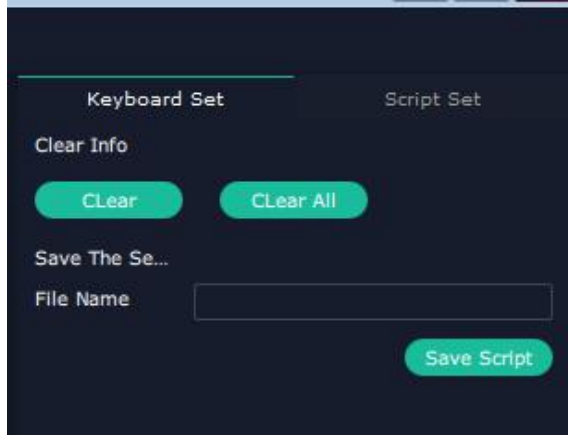 Keyboard Set Script Set
Clear Info
CLear CLear All
Save The Se...
File Name
Save Script